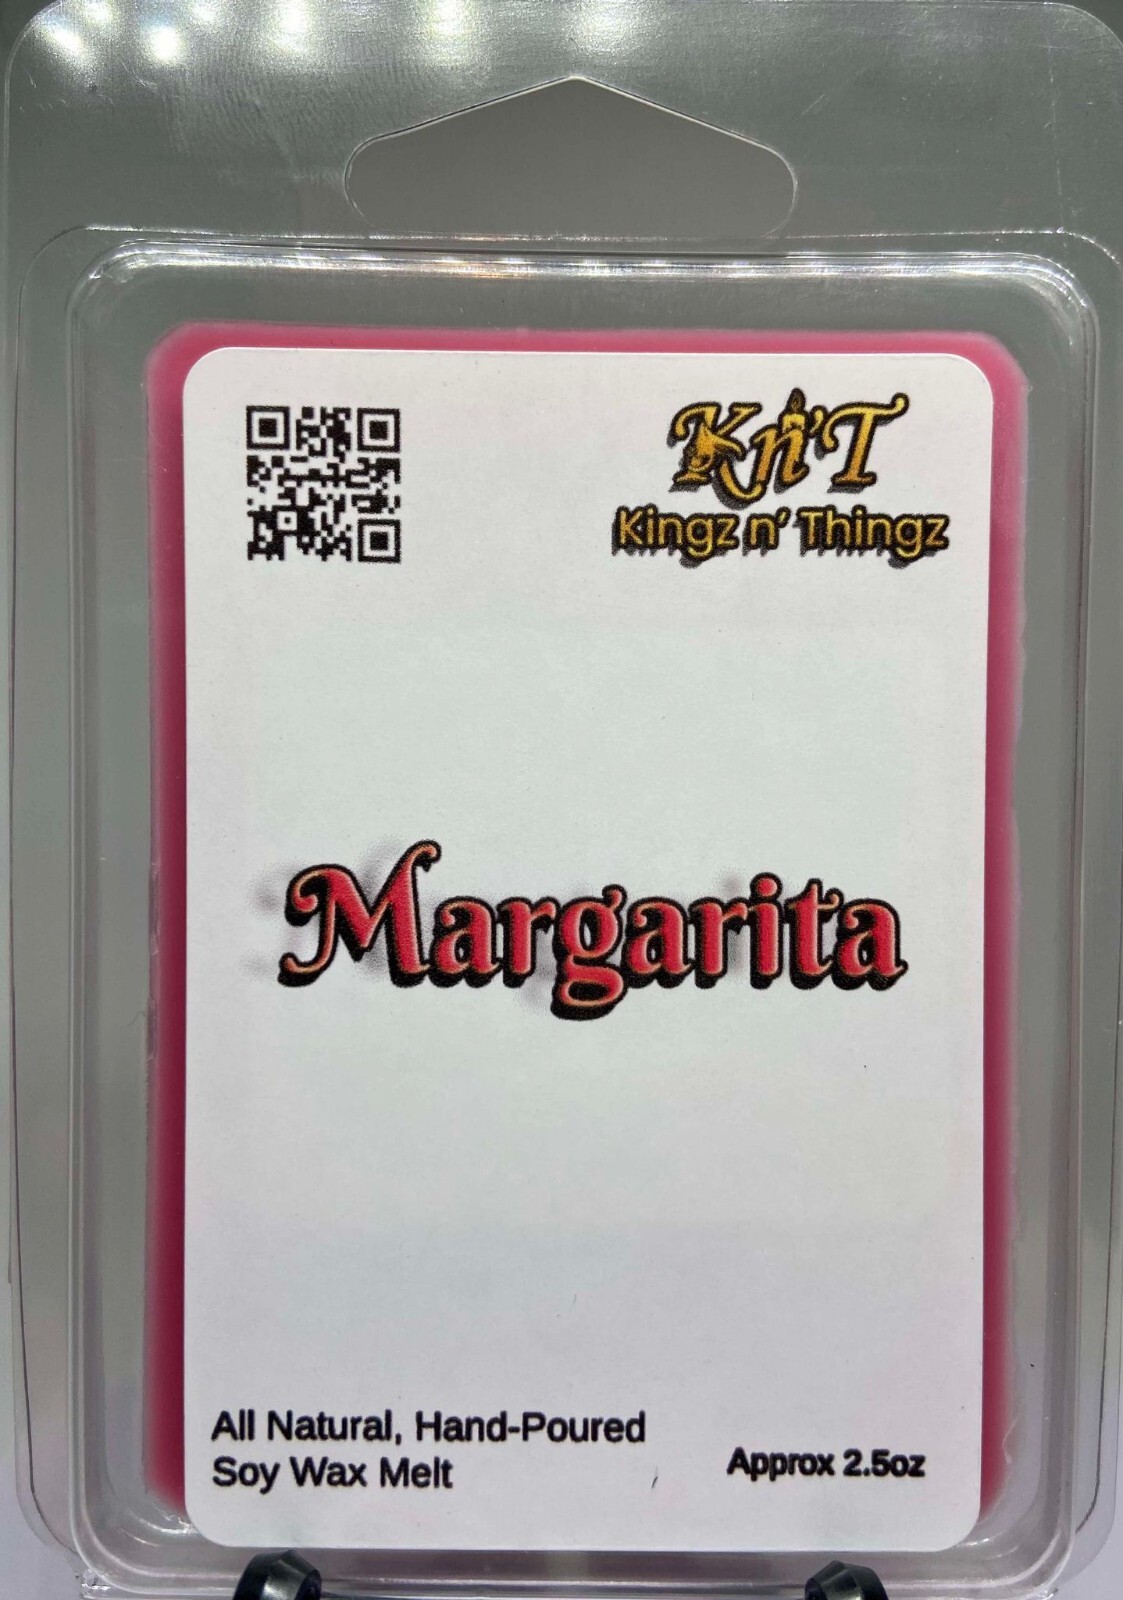 Kn'T
Kingz n' Thingz
Margarita
All Natural, Hand-Poured
Soy Wax Melt
Approx 2.5oz